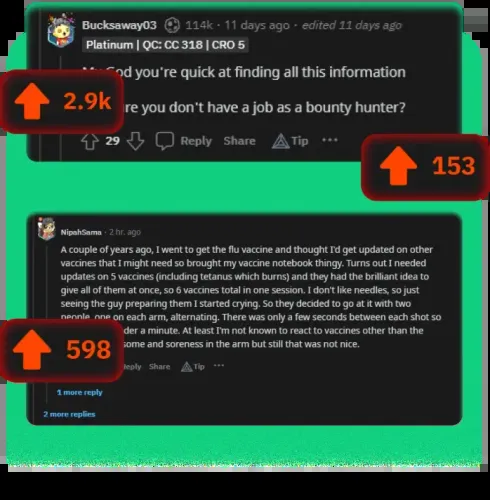 Bucksaway03 114k · 11 days ago · edited 11 days ago
Platinum | QC: CC 318 | CRO 5
God you're quick at finding all this information
2.9k
you don't have a job as a bounty hunter?
29 Reply Share Tip ...
153
NipahSama · 2 hr. ago
A couple of years ago, I went to get the flu vaccine and thought I'd get updated on other
vaccines that I might need so brought my vaccine notebook thingy. Turns out I needed
updates on 5 vaccines (including tetanus which burns) and they had the brilliant idea to
give all of them at once, so 6 vaccines total in one session. I don't like needles, so just
seeing the guy preparing them I started crying. So they decided to go at it with two
people, one on each arm, alternating. There was only a few seconds between each shot so
a minute. At least I'm not known to react to vaccines other than the
598
and soreness in the arm but still that was not nice.
Share Tip ...
1 more reply
2 more replies